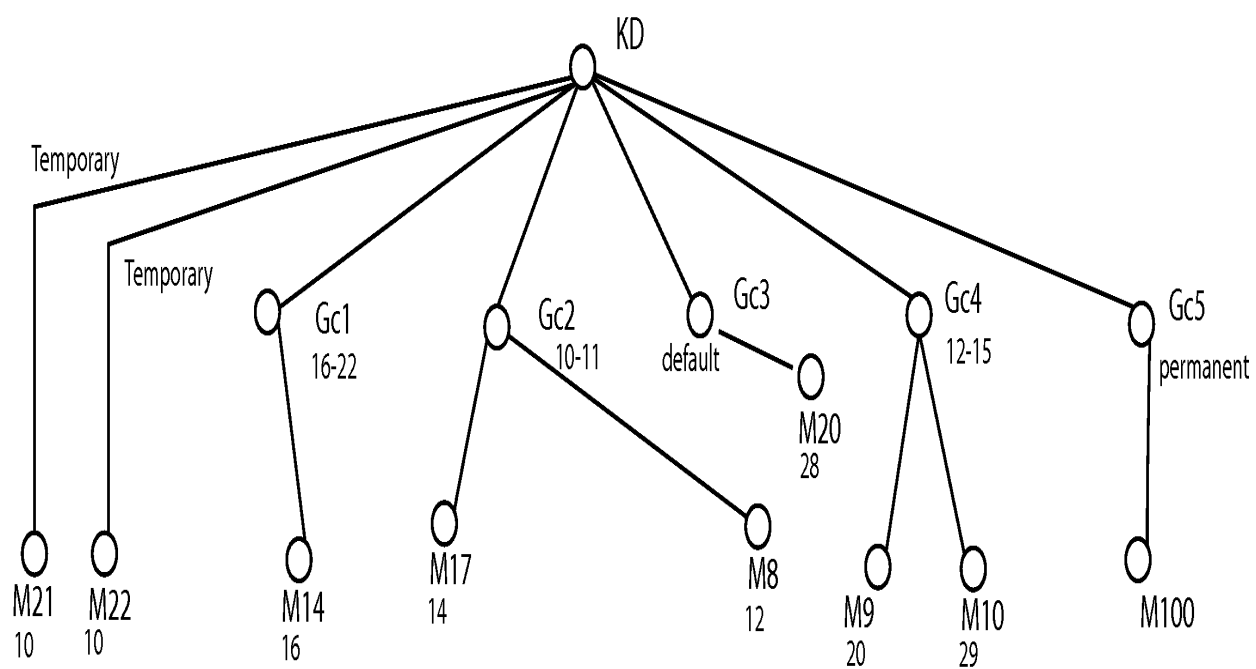 KD
Temporary
Temporary
Gc1
16-22
Gc2
10-11
Gc3
default
Gc4
12-15
Gc5
permanent
M20
28
M21
10
M22
10
M14
16
M17
14
M8
12
M9
20
M10
29
M100